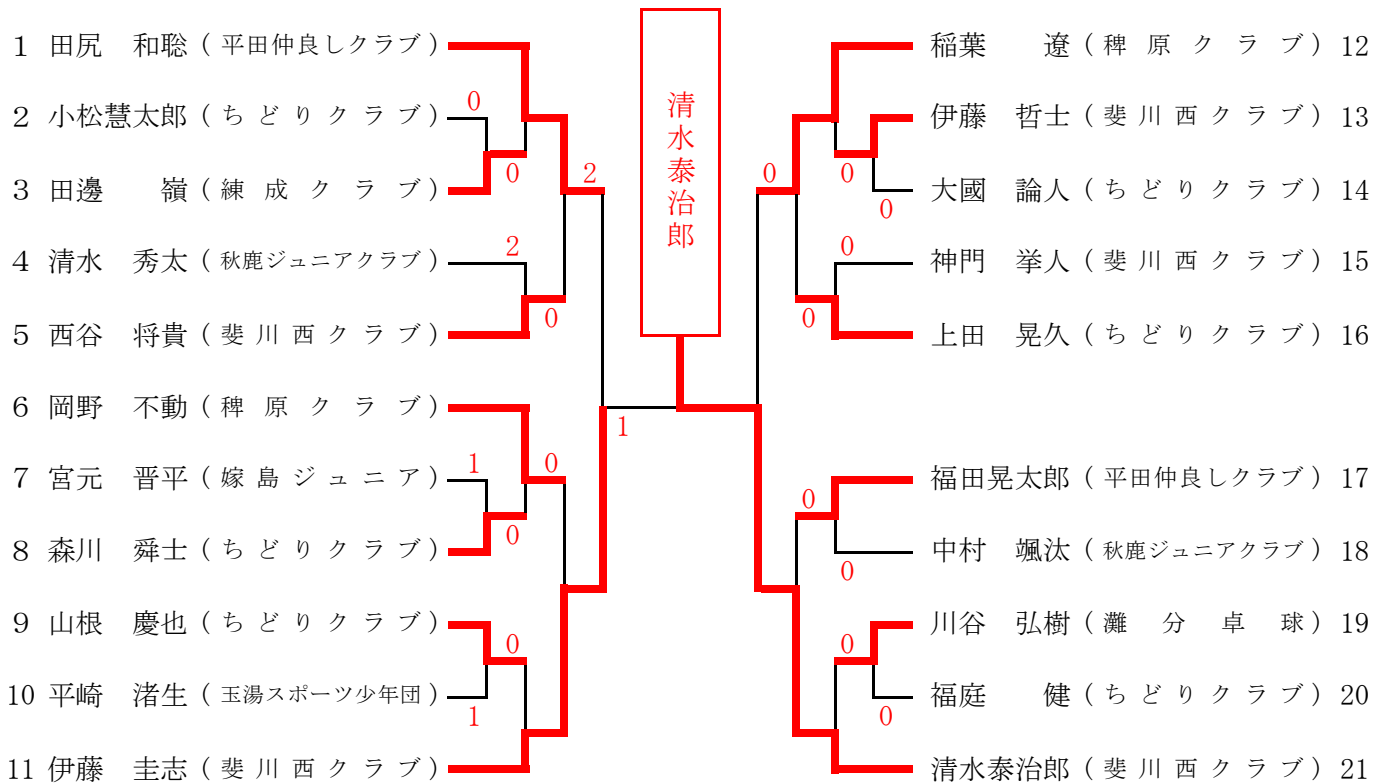 1 田尻 和聡 ( 平田仲良しクラブ )
2 小松慧太郎 ( ちどりクラブ )
3 田邊 嶺 ( 練成クラブ )
4 清水 秀太 ( 秋鹿ジュニアクラブ )
5 西谷 将貴 ( 斐川西クラブ )
6 岡野 不動 ( 稗原クラブ )
7 宮元 晋平 ( 嫁島ジュニア )
8 森川 舜士 ( ちどりクラブ )
9 山根 慶也 ( ちどりクラブ )
10 平崎 渚生 ( 玉湯スポーツ少年団 )
11 伊藤 圭志 ( 斐川西クラブ )
0
0
2
2
0
1
0
0
0
1
1
清水泰治郎
0
0
0
0
0
0
0
0
0
稲葉 遼 ( 稗原クラブ ) 12
伊藤 哲士 ( 斐川西クラブ ) 13
大國 論人 ( ちどりクラブ ) 14
神門 挙人 ( 斐川西クラブ ) 15
上田 晃久 ( ちどりクラブ ) 16
福田晃太郎 ( 平田仲良しクラブ ) 17
中村 颯汰 ( 秋鹿ジュニアクラブ ) 18
川谷 弘樹 ( 灘分卓球 ) 19
福庭 健 ( ちどりクラブ ) 20
清水泰治郎 ( 斐川西クラブ ) 21